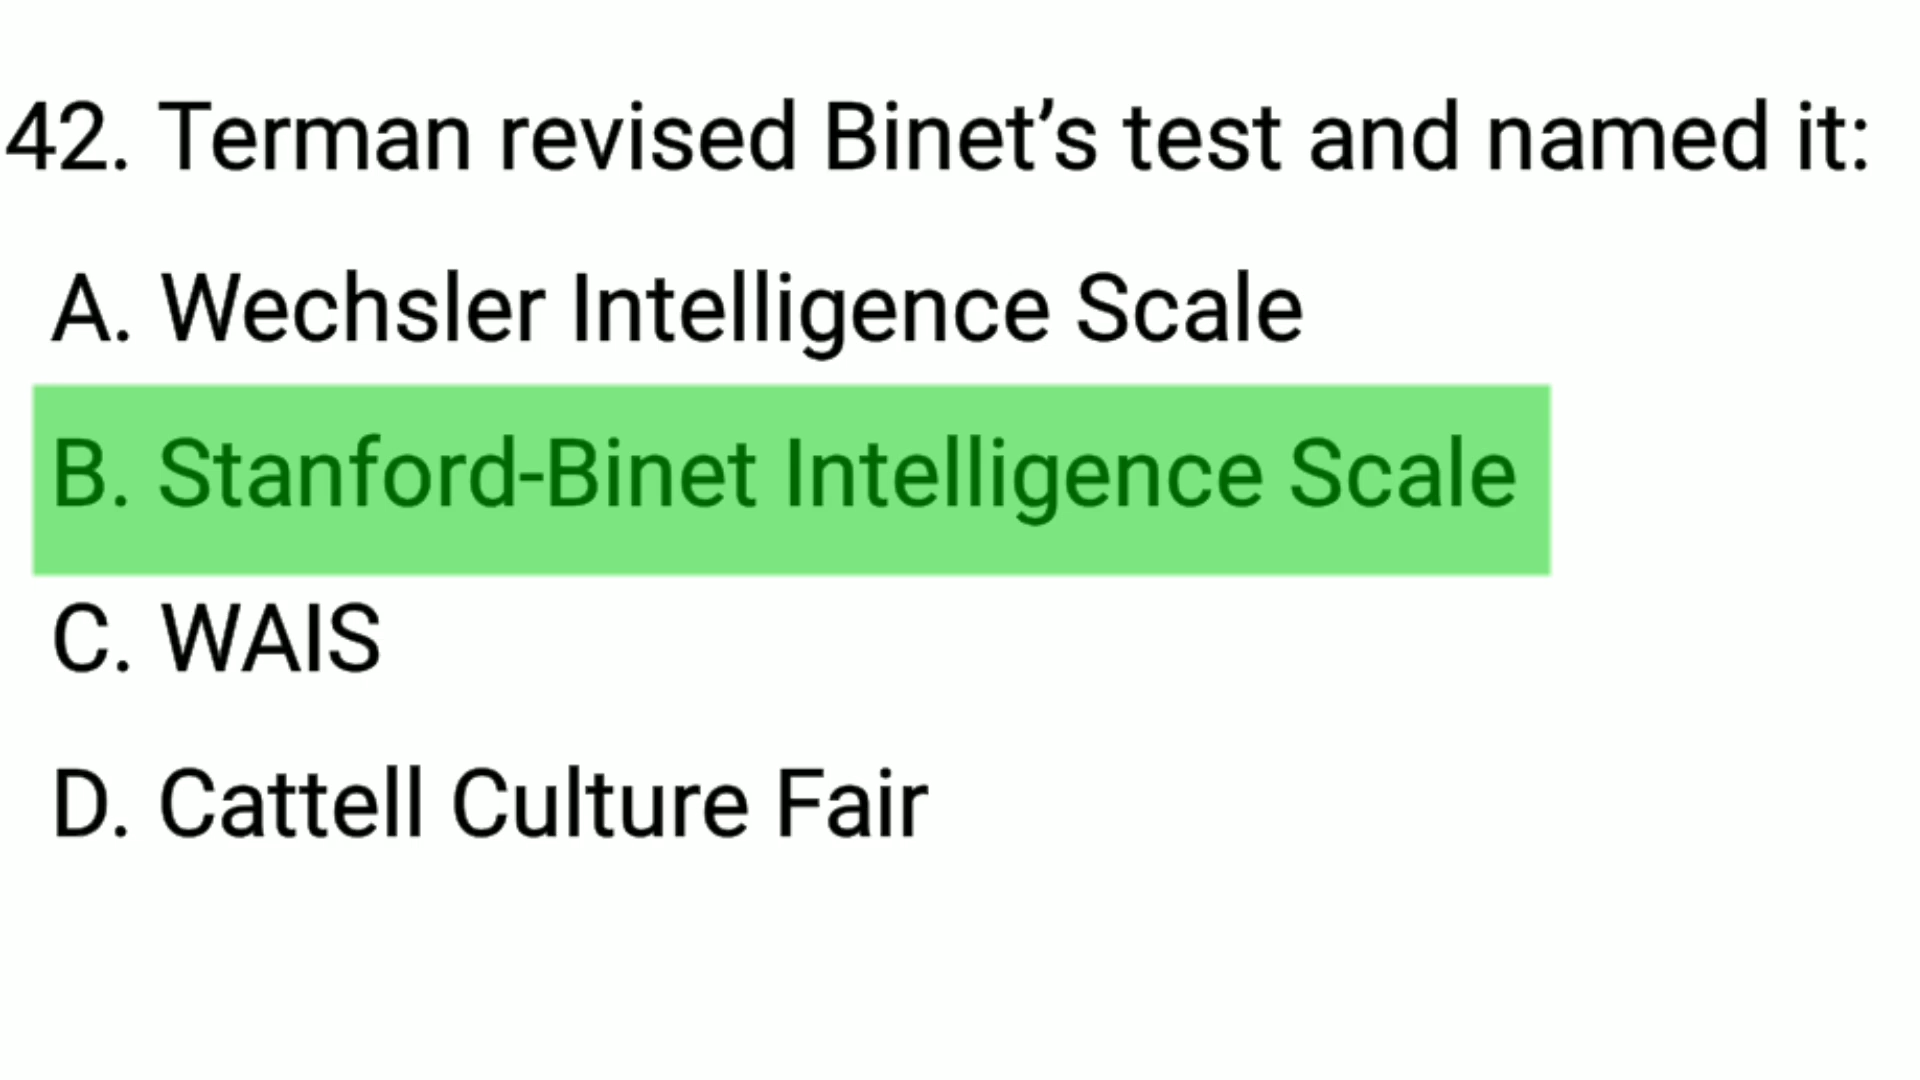 42. Terman revised Binet’s test and named it:
A. Wechsler Intelligence Scale
B. Stanford-Binet Intelligence Scale
C. WAIS
D. Cattell Culture Fair